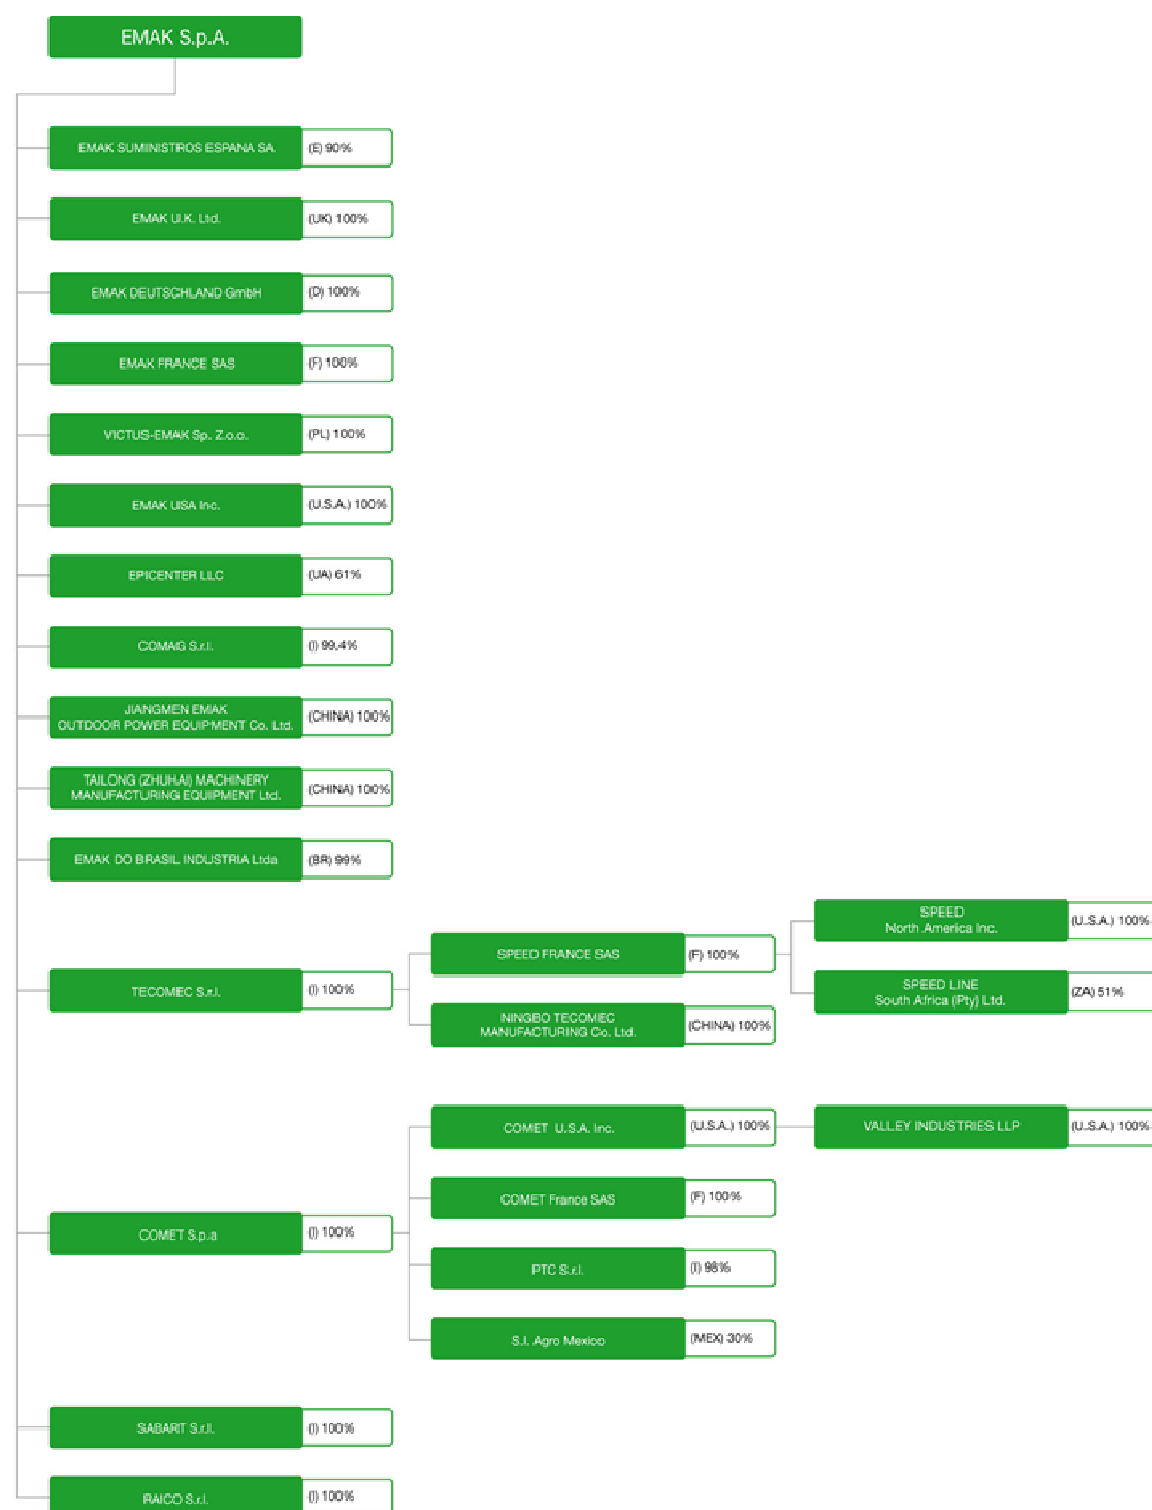 EMAK S.p.A.
EMAK SUMINISTROS ESPANA SA.
(E) 90%
EMAK U.K. Ltd.
(UK) 100%
EMAK DEUTSCHLAND GmbH
(D) 100%
EMAK FRANCE SAS
(F) 100%
VICTUS-EMAK Sp. Z.o.o.
(PL) 100%
EMAK USA Inc.
(U.S.A.) 100%
EPICENTER LLC
(UA) 61%
COMAG S.r.l.
(I) 99,4%
JIANGMEN EMAK
OUTDOOR POWER EQUIPMENT Co. Ltd.
(CHINA) 100%
TAILONG (ZHUHAI) MACHINERY
MANUFACTURING EQUIPMENT Ltd.
(CHINA) 100%
EMAK DO BRASIL INDUSTRIA Ltda
(BR) 99%
TECOMEC S.r.l.
(I) 100%
SPEED FRANCE SAS
(F) 100%
SPEED
North America Inc.
(U.S.A.) 100%
SPEED LINE
South Africa (Pty) Ltd.
(ZA) 51%
NINGBO TECOMEC
MANUFACTURING Co. Ltd.
(CHINA) 100%
COMET S.p.a
(I) 100%
COMET U.S.A. Inc.
(U.S.A.) 100%
VALLEY INDUSTRIES LLP
(U.S.A.) 100%
COMET France SAS
(F) 100%
PTC S.r.l.
(I) 98%
S.I. Agro Mexico
(MEX) 30%
SABART S.r.l.
(I) 100%
RAICO S.r.l.
(I) 100%